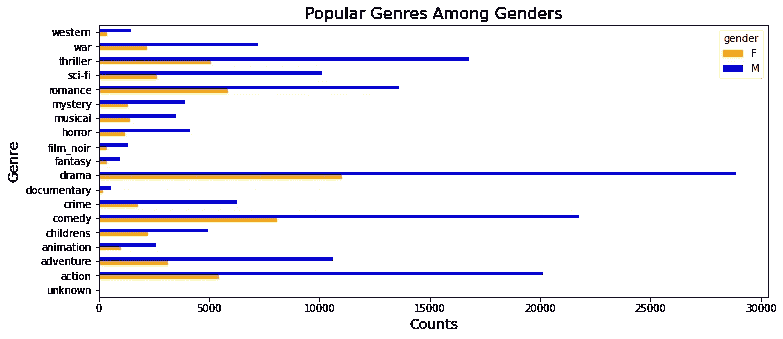 Popular Genres Among Genders
gender
F
M
Genre
western
war
thriller
sci-fi
romance
mystery
musical
horror
film_noir
fantasy
drama
documentary
crime
comedy
childrens
animation
adventure
action
unknown
0 5000 10000 15000 20000 25000 30000
Counts